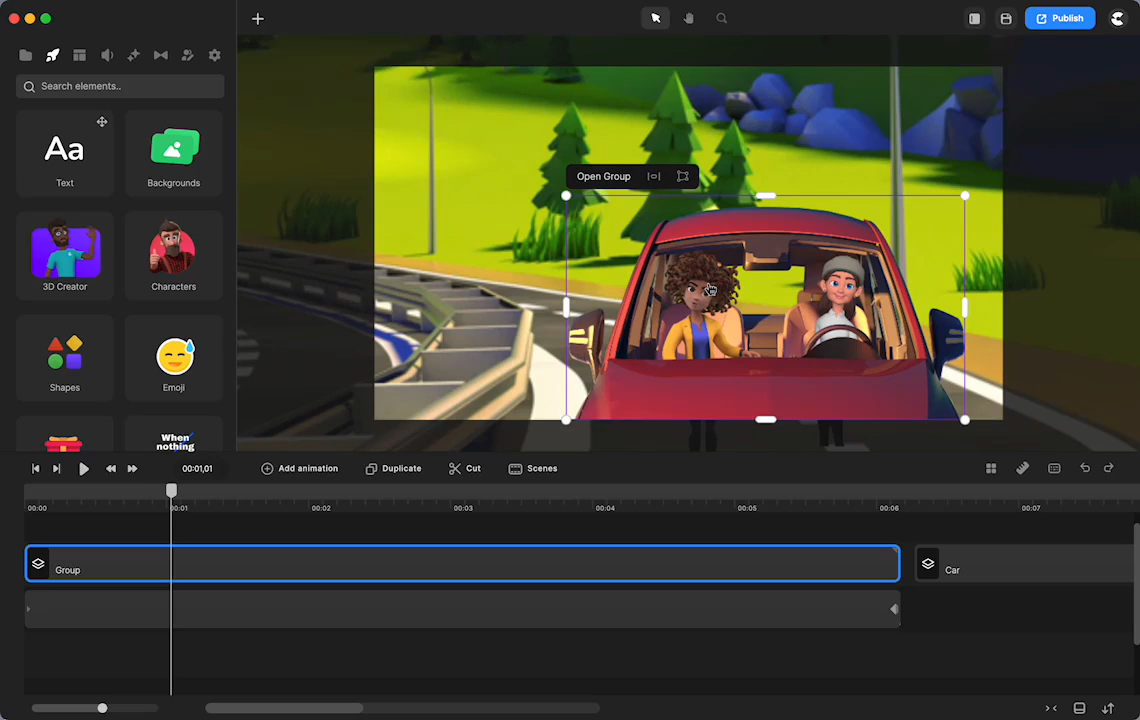 Publish
Search elements..
Aa
Text
Backgrounds
3D Creator
Characters
Shapes
Emoji
When
nothing
Open Group
00:01,01
Add animation
Duplicate
Cut
Scenes
00:00
00:01
00:02
00:03
00:04
00:05
00:06
00:07
Group
Car